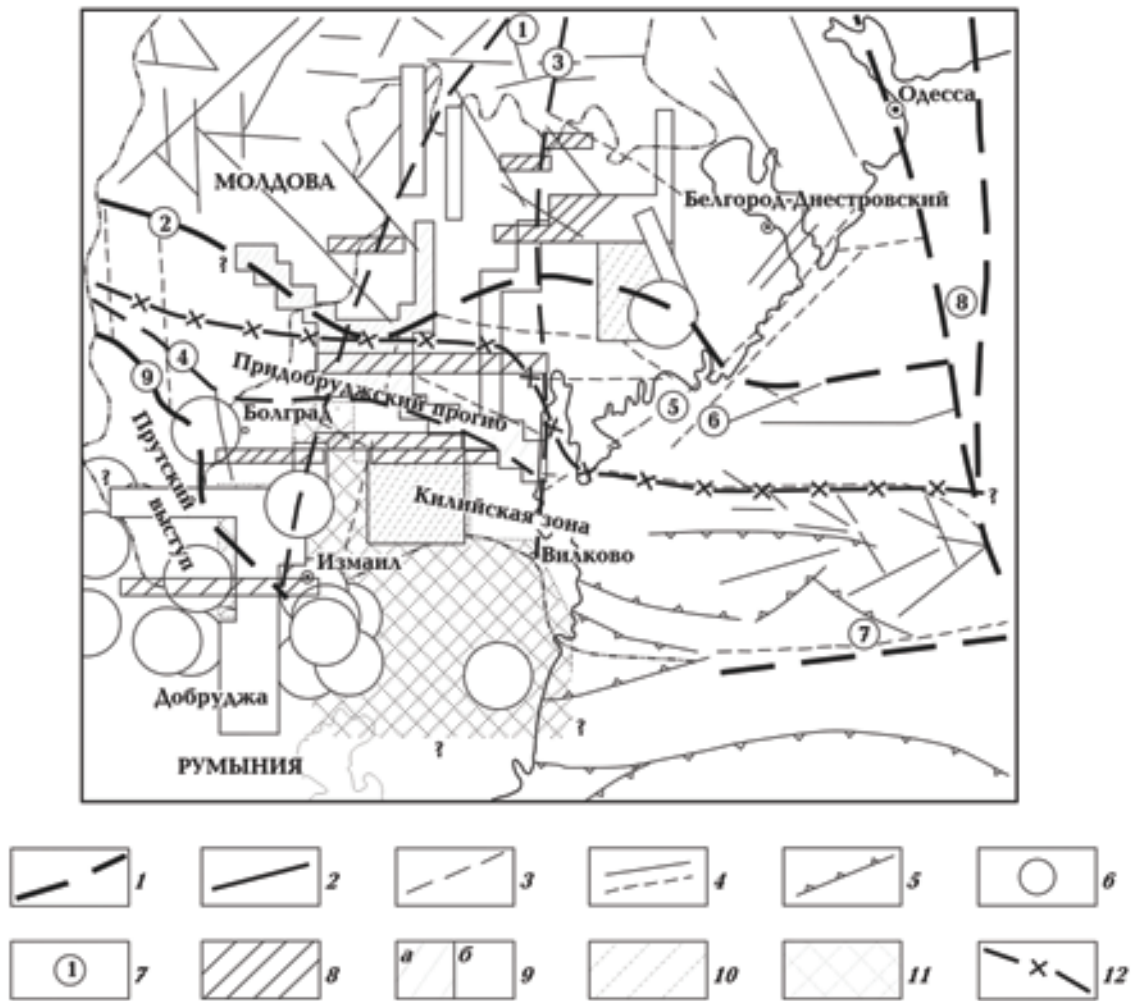 1
3
Одесса
МОЛДОВА
Белгород-Днестровский
2
?
8
4
9
Придобруджский прогиб
5
6
Болград
Прутский
выступ
?
?
Килийская зона
Вилково
Измаил
7
Добруджа
?
?
РУМЫНИЯ
1
2
3
4
5
6
1
7
8
а
б
9
10
11
12